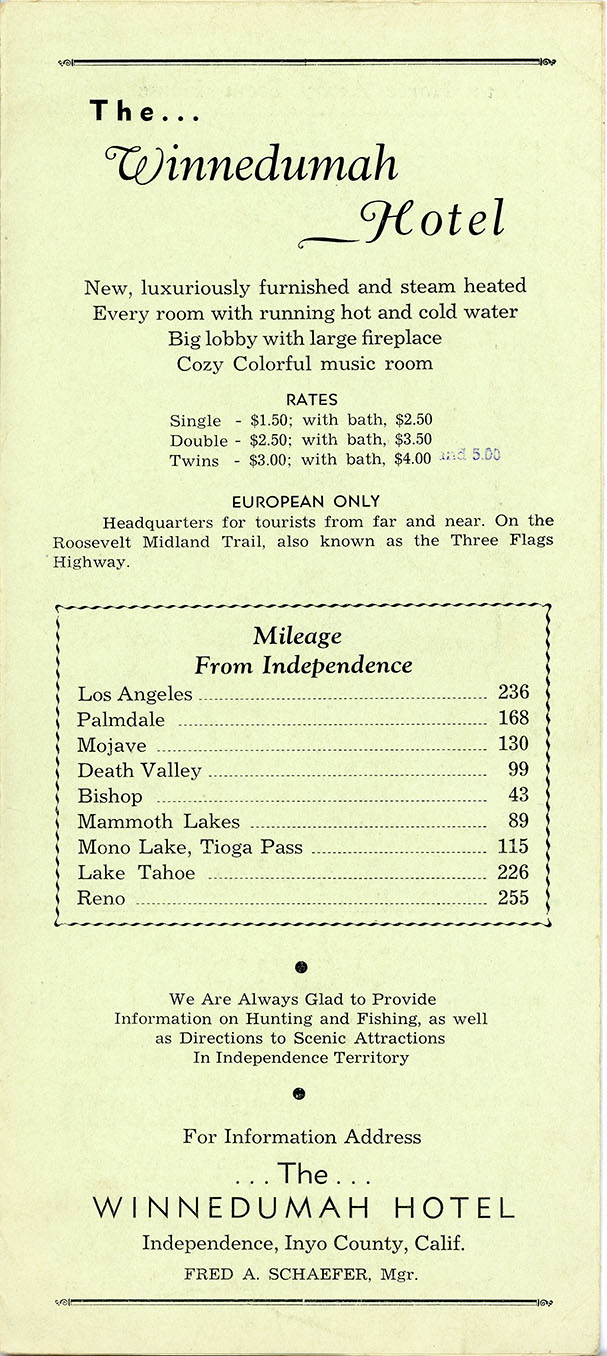 The...
Winnedumah
Hotel
New, luxuriously furnished and steam heated
Every room with running hot and cold water
Big lobby with large fireplace
Cozy Colorful music room
RATES
Single - $1.50; with bath, $2.50
Double - $2.50; with bath, $3.50
Twins - $3.00; with bath, $4.00 and 5.00
EUROPEAN ONLY
Headquarters for tourists from far and near. On the
Roosevelt Midland Trail, also known as the Three Flags
Highway.
Mileage
From Independence
Los Angeles 236
Palmdale 168
Mojave 130
Death Valley 99
Bishop 43
Mammoth Lakes 89
Mono Lake, Tioga Pass 115
Lake Tahoe 226
Reno 255
We Are Always Glad to Provide
Information on Hunting and Fishing, as well
as Directions to Scenic Attractions
In Independence Territory
For Information Address
...The...
WINNEDUMAH HOTEL
Independence, Inyo County, Calif.
FRED A. SCHAEFER, Mgr.